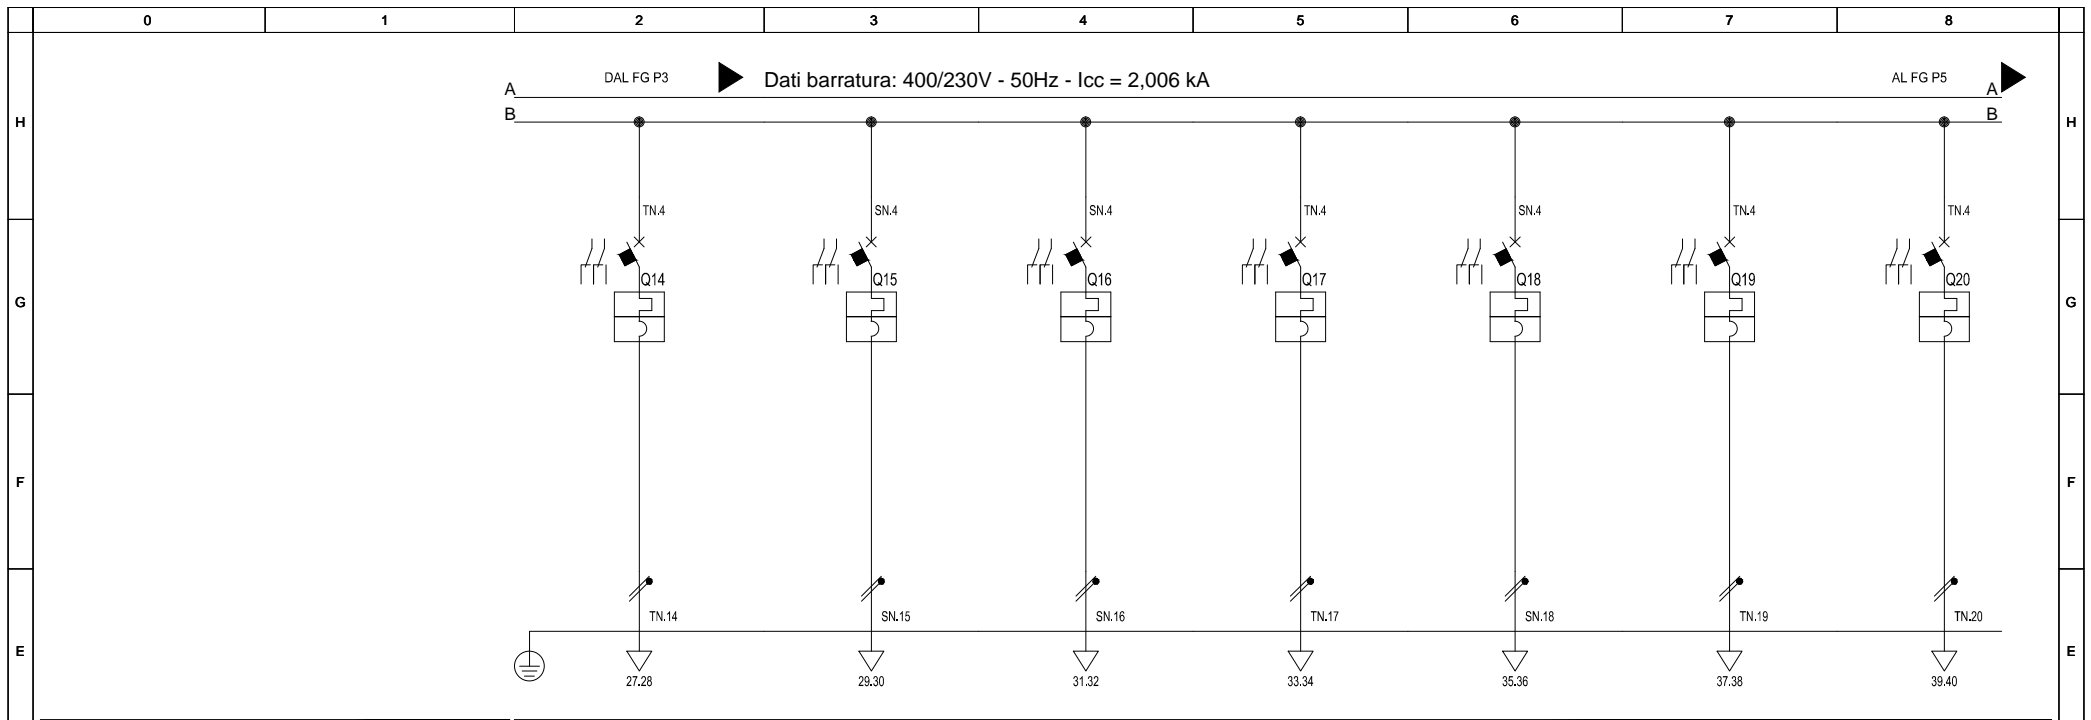 0 1 2 3 4 5 6 7 8
DAL FG P3 Dati barratura: 400/230V - 50Hz - Icc = 2,006 kA AL FG P5
A A
B B
H H
TN.4 SN.4 SN.4 TN.4 SN.4 TN.4 TN.4
Q14 Q15 Q16 Q17 Q18 Q19 Q20
G G
F F
TN.14 SN.15 SN.16 TN.17 SN.18 TN.19 TN.20
E E
27.28 29.30 31.32 33.34 35.36 37.38 39.40